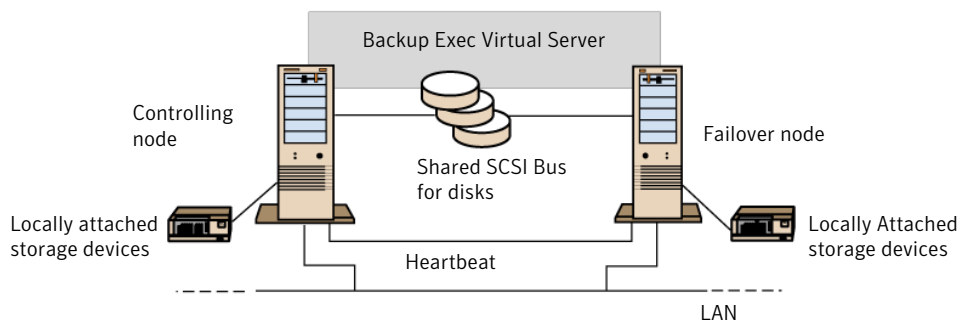 Backup Exec Virtual Server
Controlling
node
Failover node
Shared SCSI Bus
for disks
Locally attached
storage devices
Locally Attached
storage devices
Heartbeat
LAN